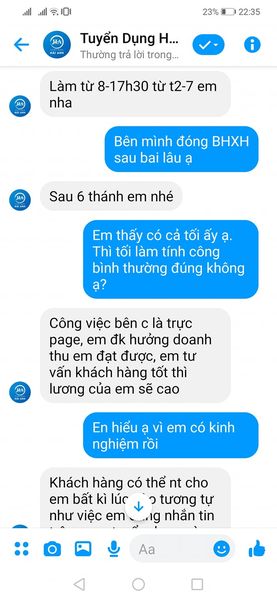 23% 22:35
Tuyển Dụng H...
Thường trả lời trong...
Làm từ 8-17h30 từ t2-7 em
nha
Bên mình đóng BHXH
sau bai lâu ạ
Sau 6 thánh em nhé
Em thấy có cả tối ấy ạ.
Thì tối làm tính công
bình thường đúng không
ạ?
Công việc bên c là trực
page, em đk hưởng doanh
thu em đạt được, em tư
vấn khách hàng tốt thì
lương của em sẽ cao
En hiểu ạ vì em có kinh
nghiệm rồi
Khách hàng có thể nt cho
em bất kì tương tự
như việc em nhắn tin
Aa